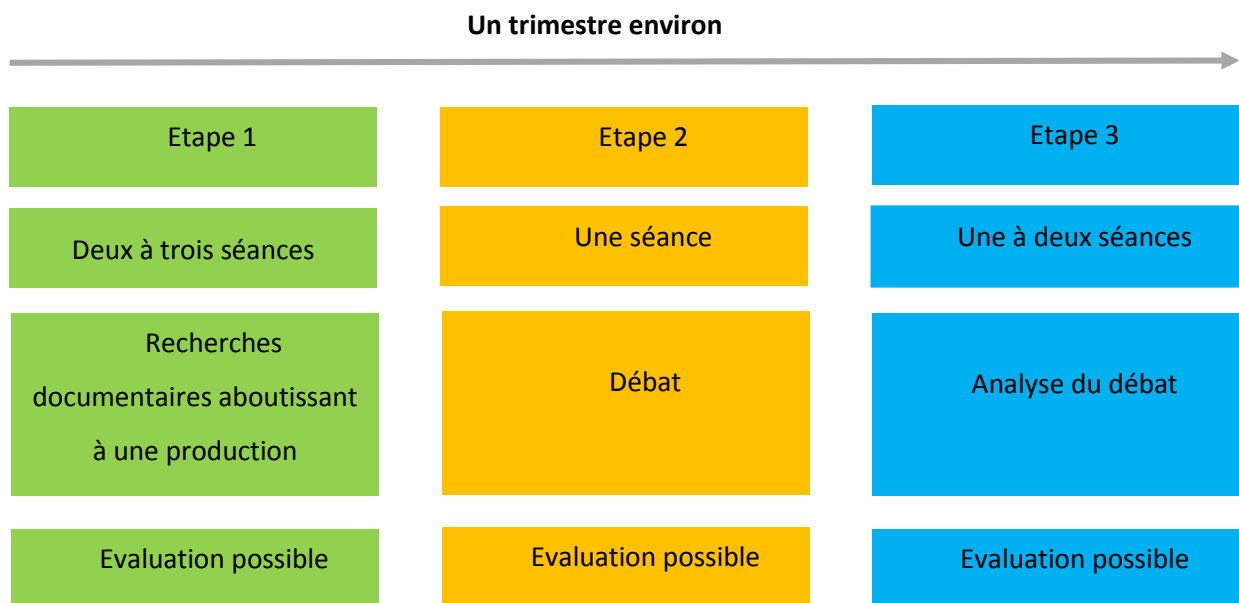 Un trimestre environ
Etape 1
Etape 2
Etape 3
Deux à trois séances
Une séance
Une à deux séances
Recherches
documentaires aboutissant
à une production
Débat
Analyse du débat
Evaluation possible
Evaluation possible
Evaluation possible